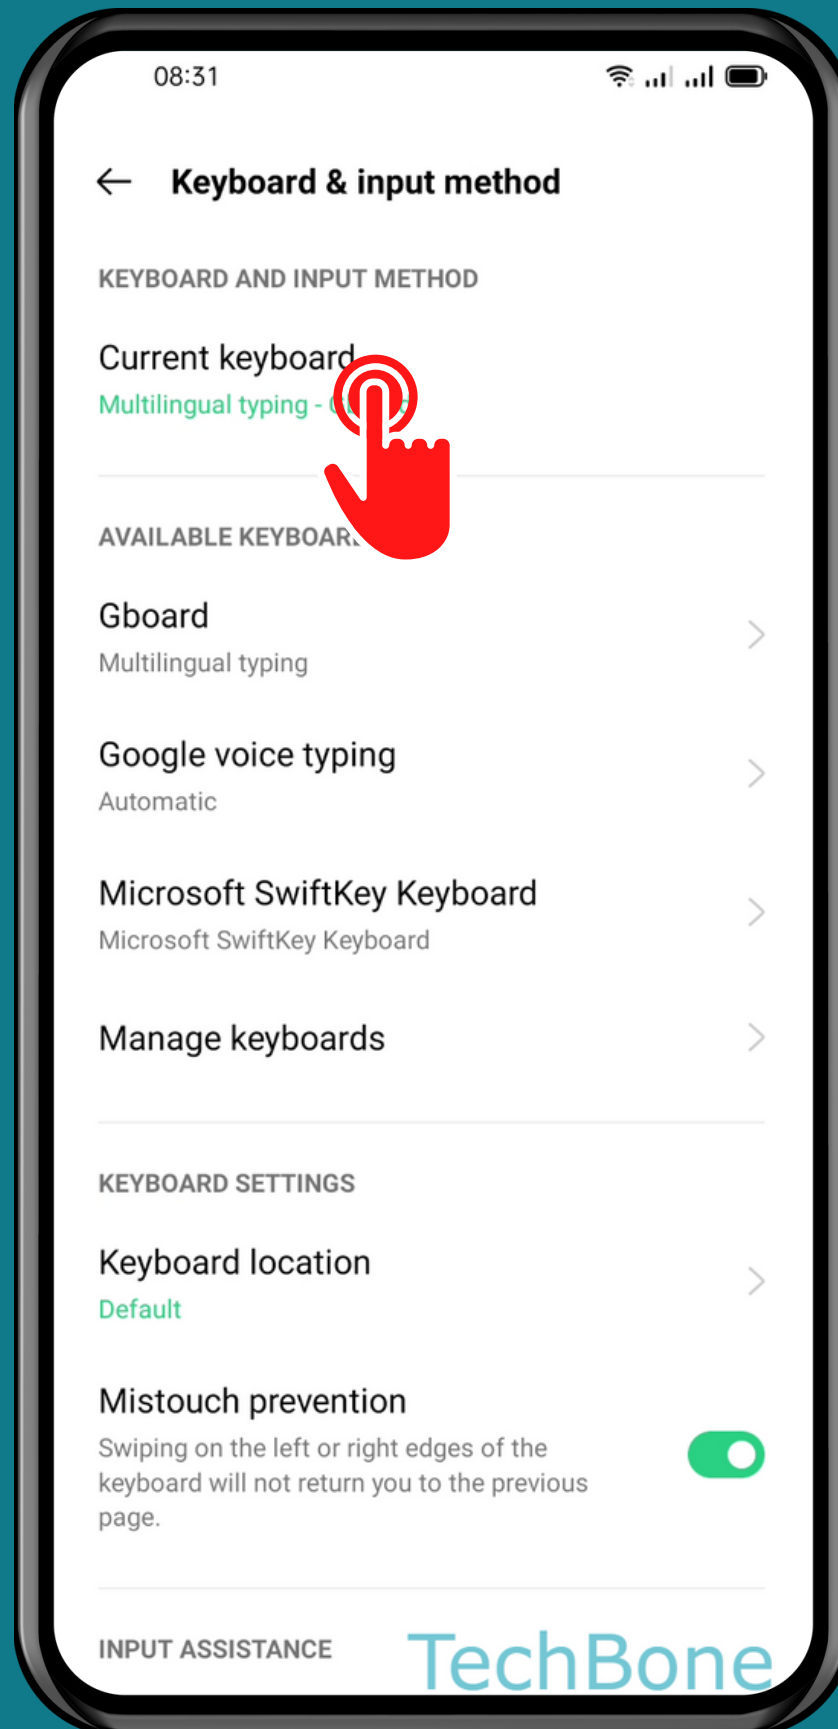 08:31
Keyboard & input method
KEYBOARD AND INPUT METHOD
Current keyboard
Multilingual typing -
AVAILABLE
Gboard
Multilingual typing
Google voice typing
Automatic
Microsoft SwiftKey Keyboard
Microsoft SwiftKey Keyboard
Manage keyboards
KEYBOARD SETTINGS
Keyboard location
Default
Mistouch prevention
Swiping on the left or right edges of the
keyboard will not return you to the previous
page.
INPUT ASSISTANCE
TechBone